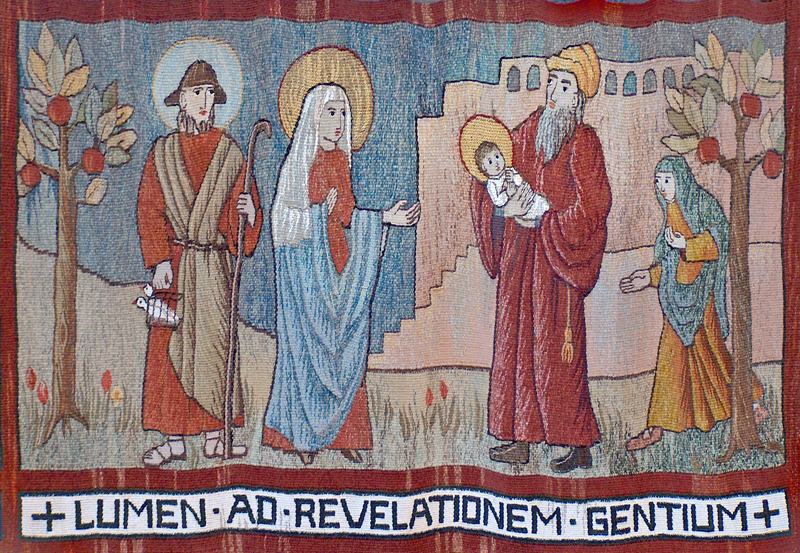 + LUMEN · AD · REVELATIONEM · GENTIUM +